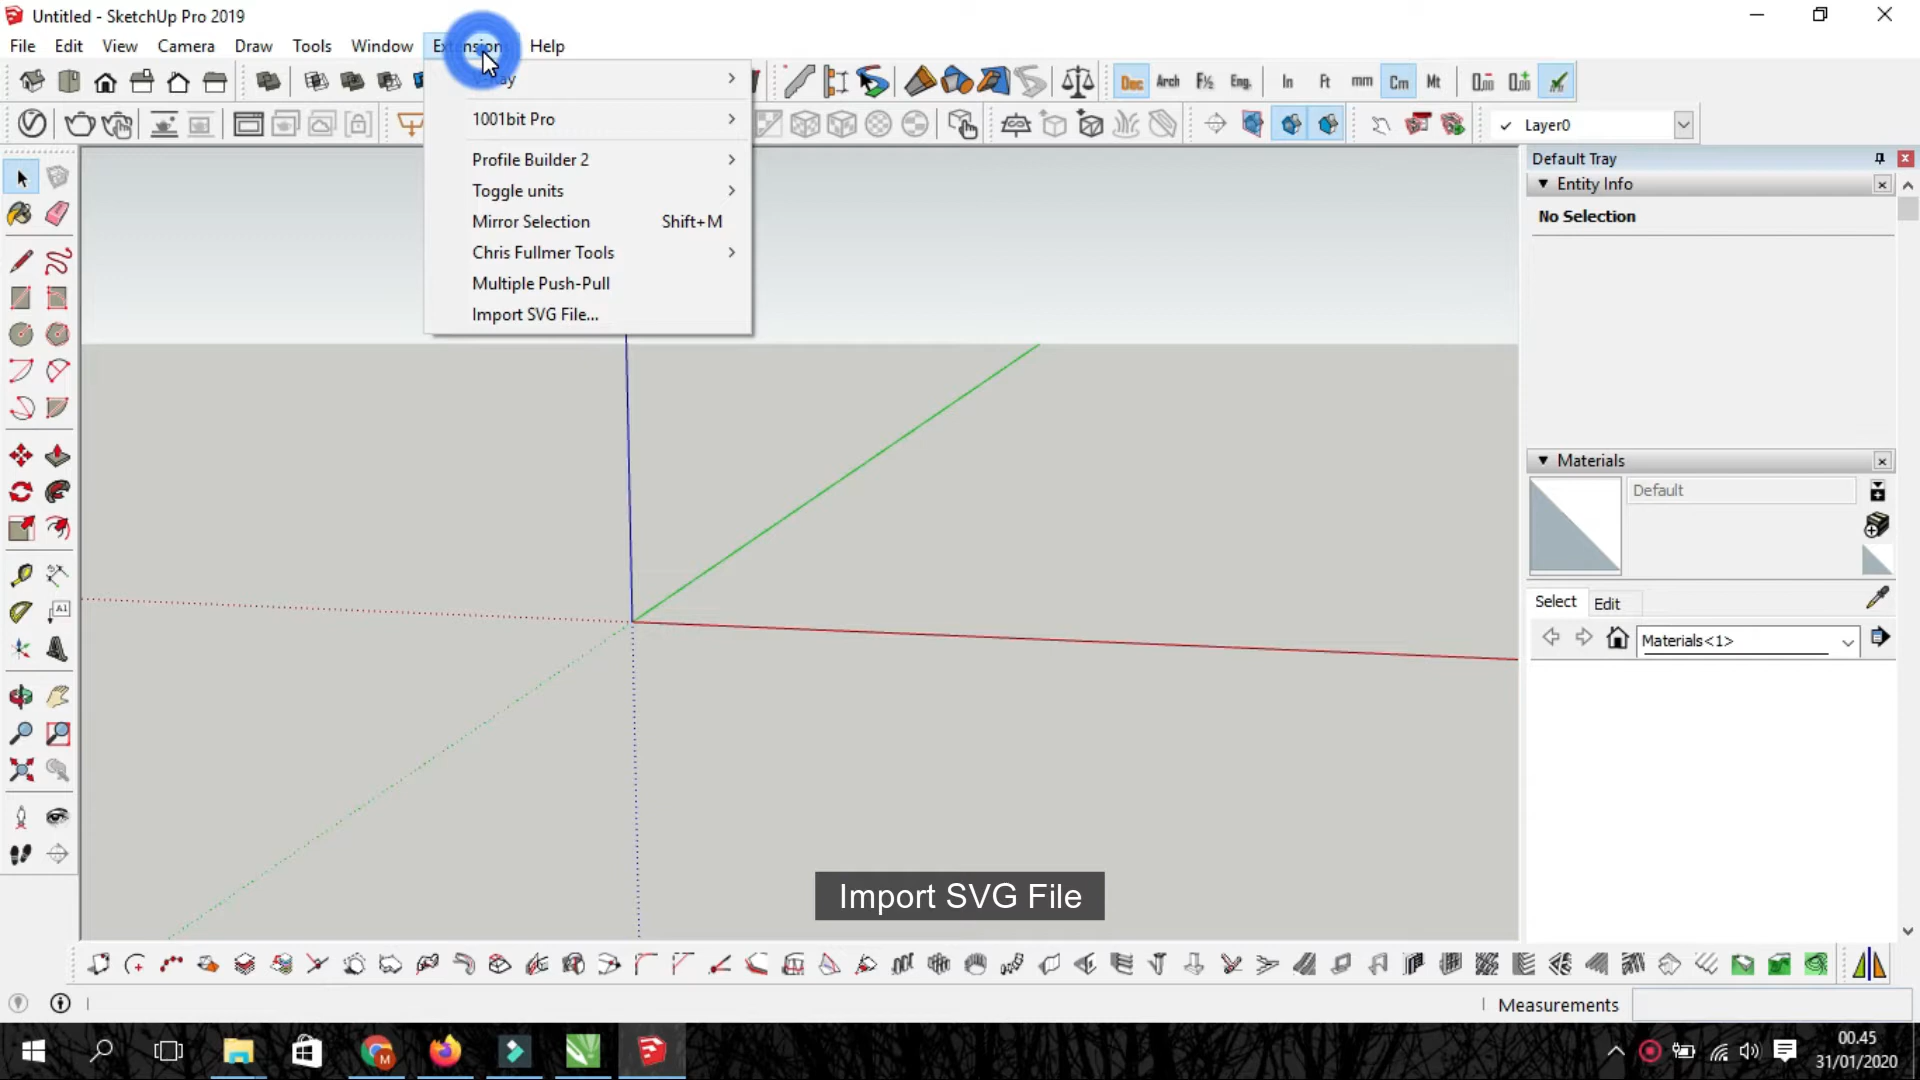 Untitled - SketchUp Pro 2019
File Edit View Camera Draw Tools Window Extensions Help
1001bit Pro
Profile Builder 2
Toggle units
Mirror Selection Shift+M
Chris Fullmer Tools
Multiple Push-Pull
Import SVG File...
Doc Arch Eng. In Ft mm Cm Mt
Layer0
Default Tray
Entity Info
No Selection
Materials
Default
Select Edit
Materials<1>
Import SVG File
Measurements
00.45
31/01/2020